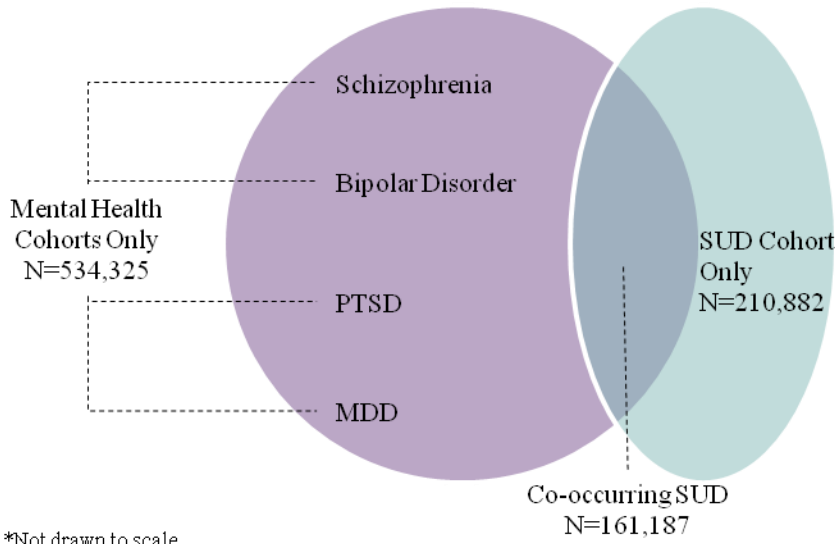 Schizophrenia
Bipolar Disorder
Mental Health
Cohorts Only
N=534,325
SUD Cohort
Only
N=210,882
PTSD
MDD
Co-occurring SUD
N=161,187
*Not drawn to scale